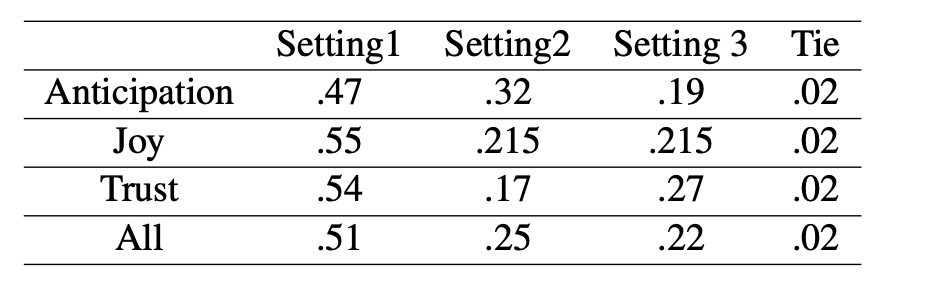 Setting1 Setting2 Setting 3 Tie
Anticipation .47 .32 .19 .02
Joy .55 .215 .215 .02
Trust .54 .17 .27 .02
All .51 .25 .22 .02